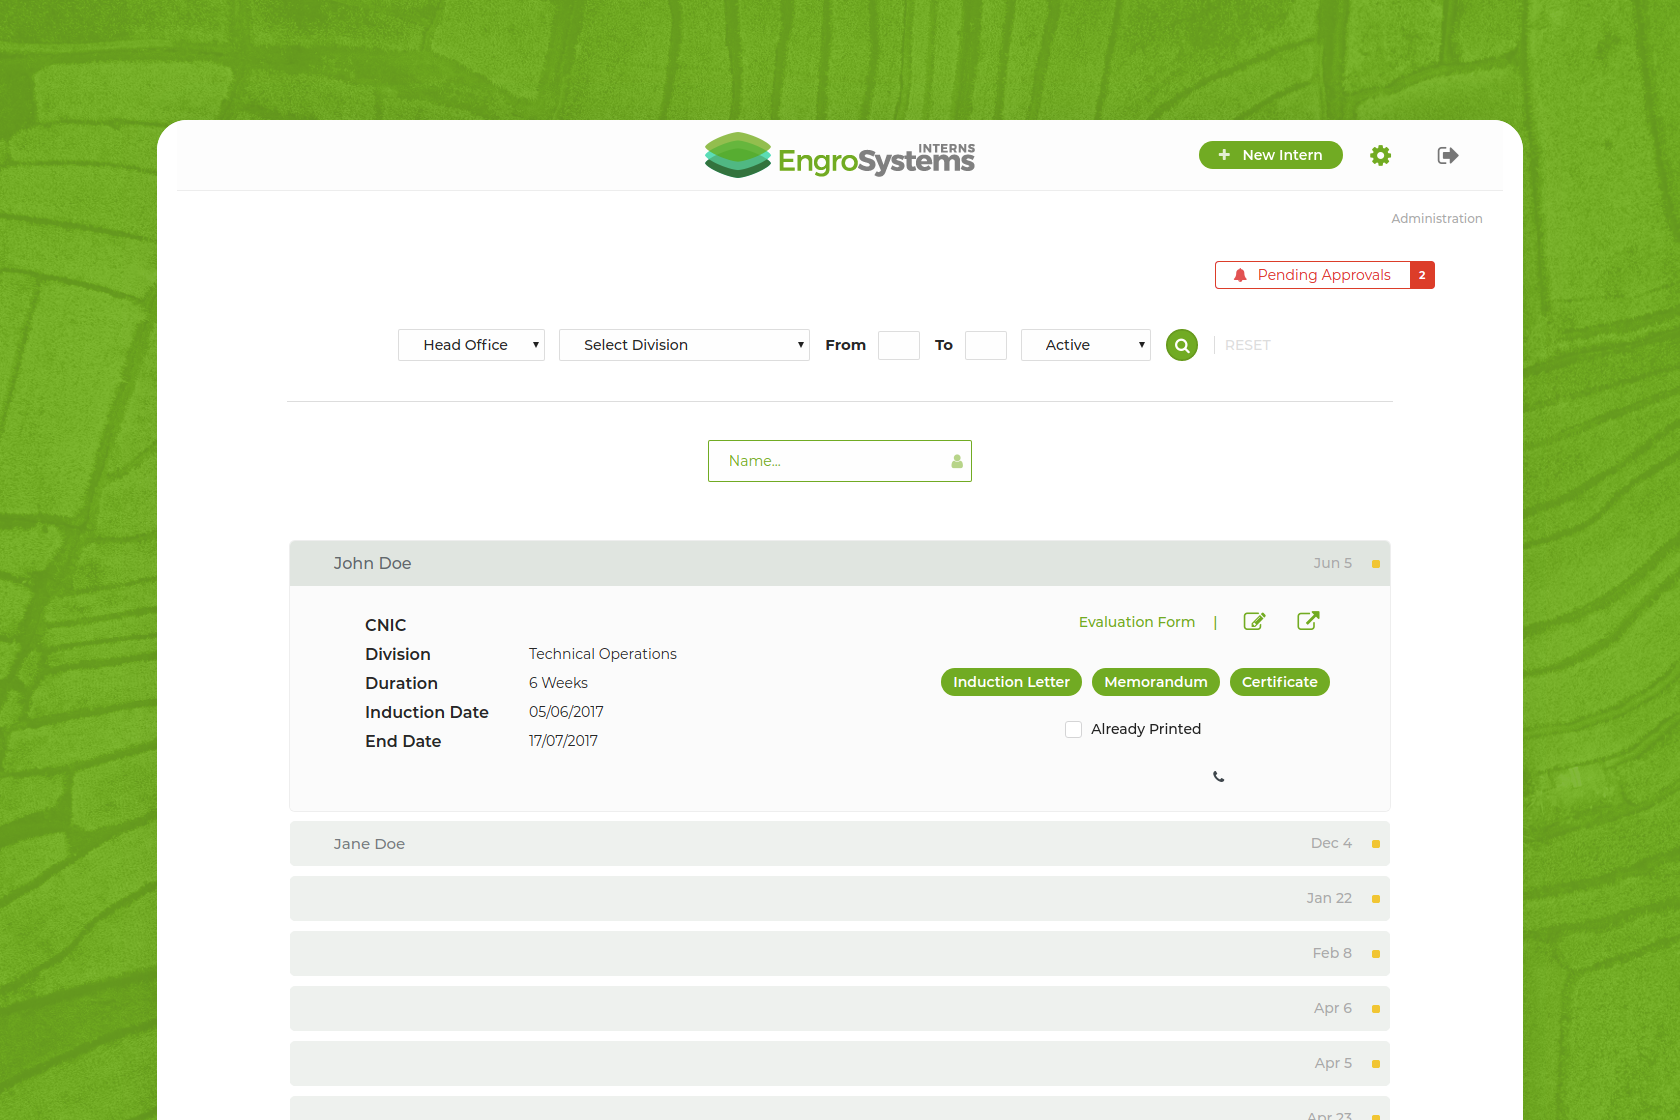 INTERNS
EngroSystems
New Intern
Administration
Pending Approvals 2
Head Office Select Division From To Active RESET
Name...
John Doe Jun 5
CNIC
Division Technical Operations
Duration 6 Weeks
Induction Date 05/06/2017
End Date 17/07/2017
Evaluation Form |
Induction Letter Memorandum Certificate
Already Printed
Jane Doe Dec 4
Jan 22
Feb 8
Apr 6
Apr 5
Apr 23